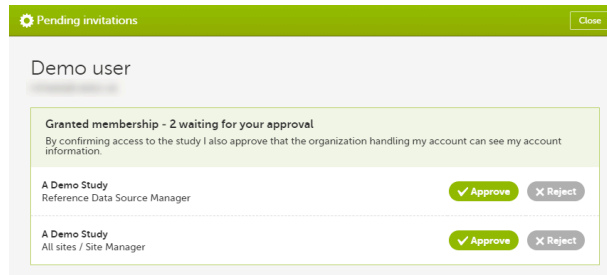 Pending invitations
Close
Demo user
Granted membership - 2 waiting for your approval
By confirming access to the study I also approve that the organization handling my account can see my account
information.
A Demo Study
Reference Data Source Manager
Approve
Reject
A Demo Study
All sites / Site Manager
Approve
Reject